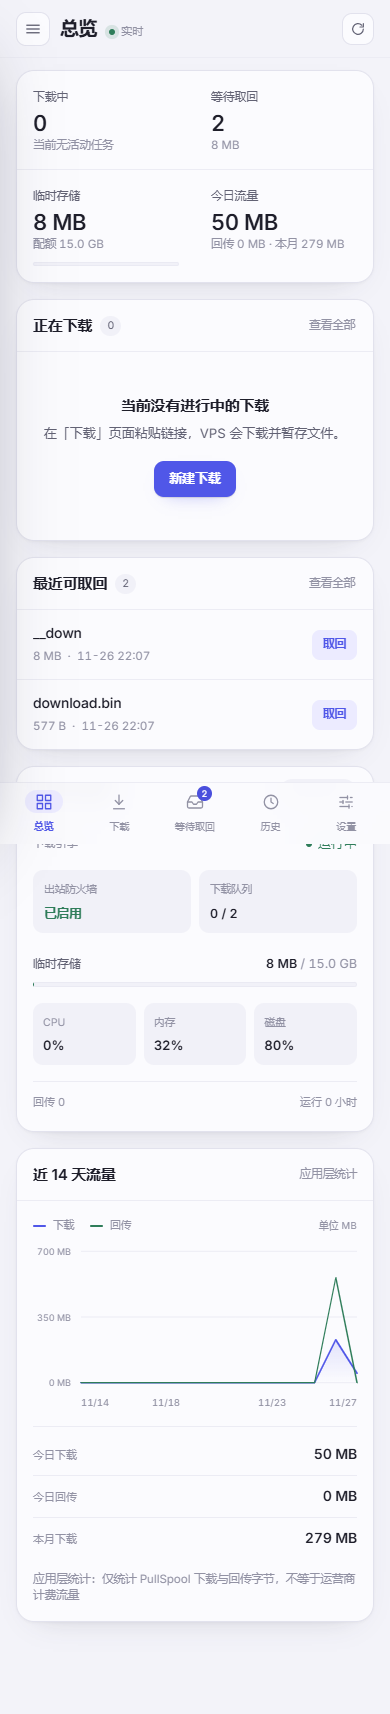 总览 实时
下载中
0
当前无活动任务
等待取回
2
8 MB
临时存储
8 MB
配额 15.0 GB
今日流量
50 MB
回传 0 MB · 本月 279 MB
正在下载 0 查看全部
当前没有进行中的下载
在「下载」页面粘贴链接，VPS 会下载并暂存文件。
新建下载
最近可取回 2 查看全部
__down
8 MB · 11-26 22:07
取回
download.bin
577 B · 11-26 22:07
取回
2
总览 下载 等待取回 历史 设置
运行中
出站防火墙
已启用
下载队列
0 / 2
临时存储 8 MB / 15.0 GB
CPU
0%
内存
32%
磁盘
80%
回传 0 运行 0 小时
近 14 天流量 应用层统计
下载 回传 单位 MB
700 MB
350 MB
0 MB
11/14 11/18 11/23 11/27
今日下载 50 MB
今日回传 0 MB
本月下载 279 MB
应用层统计：仅统计 PullSpool 下载与回传字节，不等于运营商
计费流量